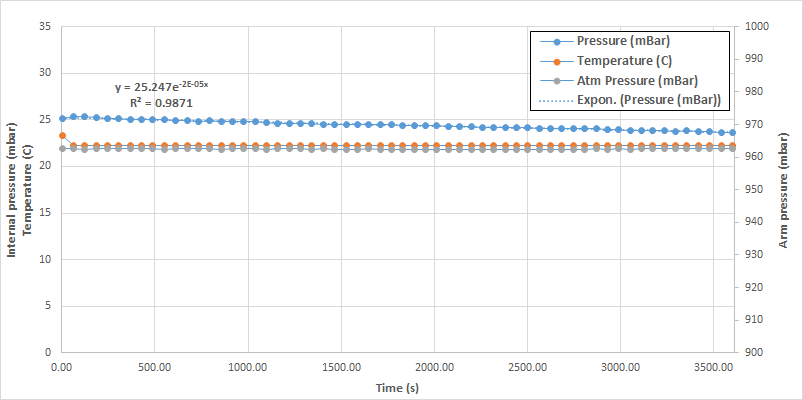 35
30
25
20
15
10
5
0
Internal pressure (mbar)
Temperature (C)
y = 25.247e-2E-05x
R² = 0.9871
Pressure (mBar)
Temperature (C)
Atm Pressure (mBar)
Expon. (Pressure (mBar))
1000
990
980
970
960
950
940
930
920
910
900
Arm pressure (mbar)
0.00 500.00 1000.00 1500.00 2000.00 2500.00 3000.00 3500.00
Time (s)